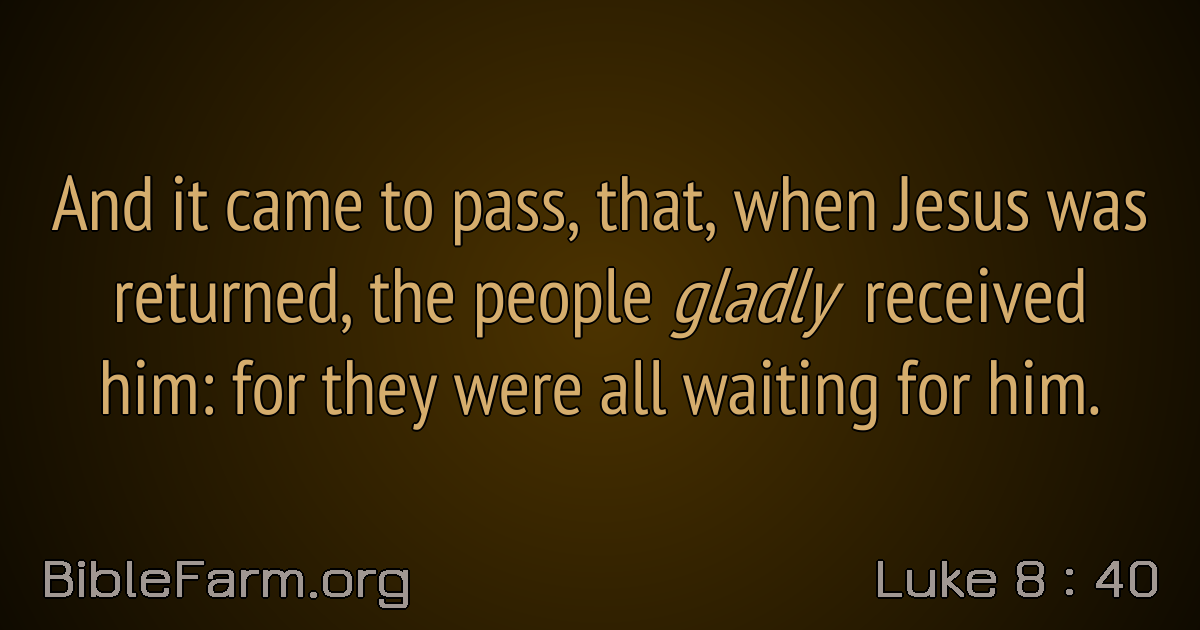 And it came to pass, that, when Jesus was
returned, the people gladly received
him: for they were all waiting for him.
BibleFarm.org
Luke 8 : 40